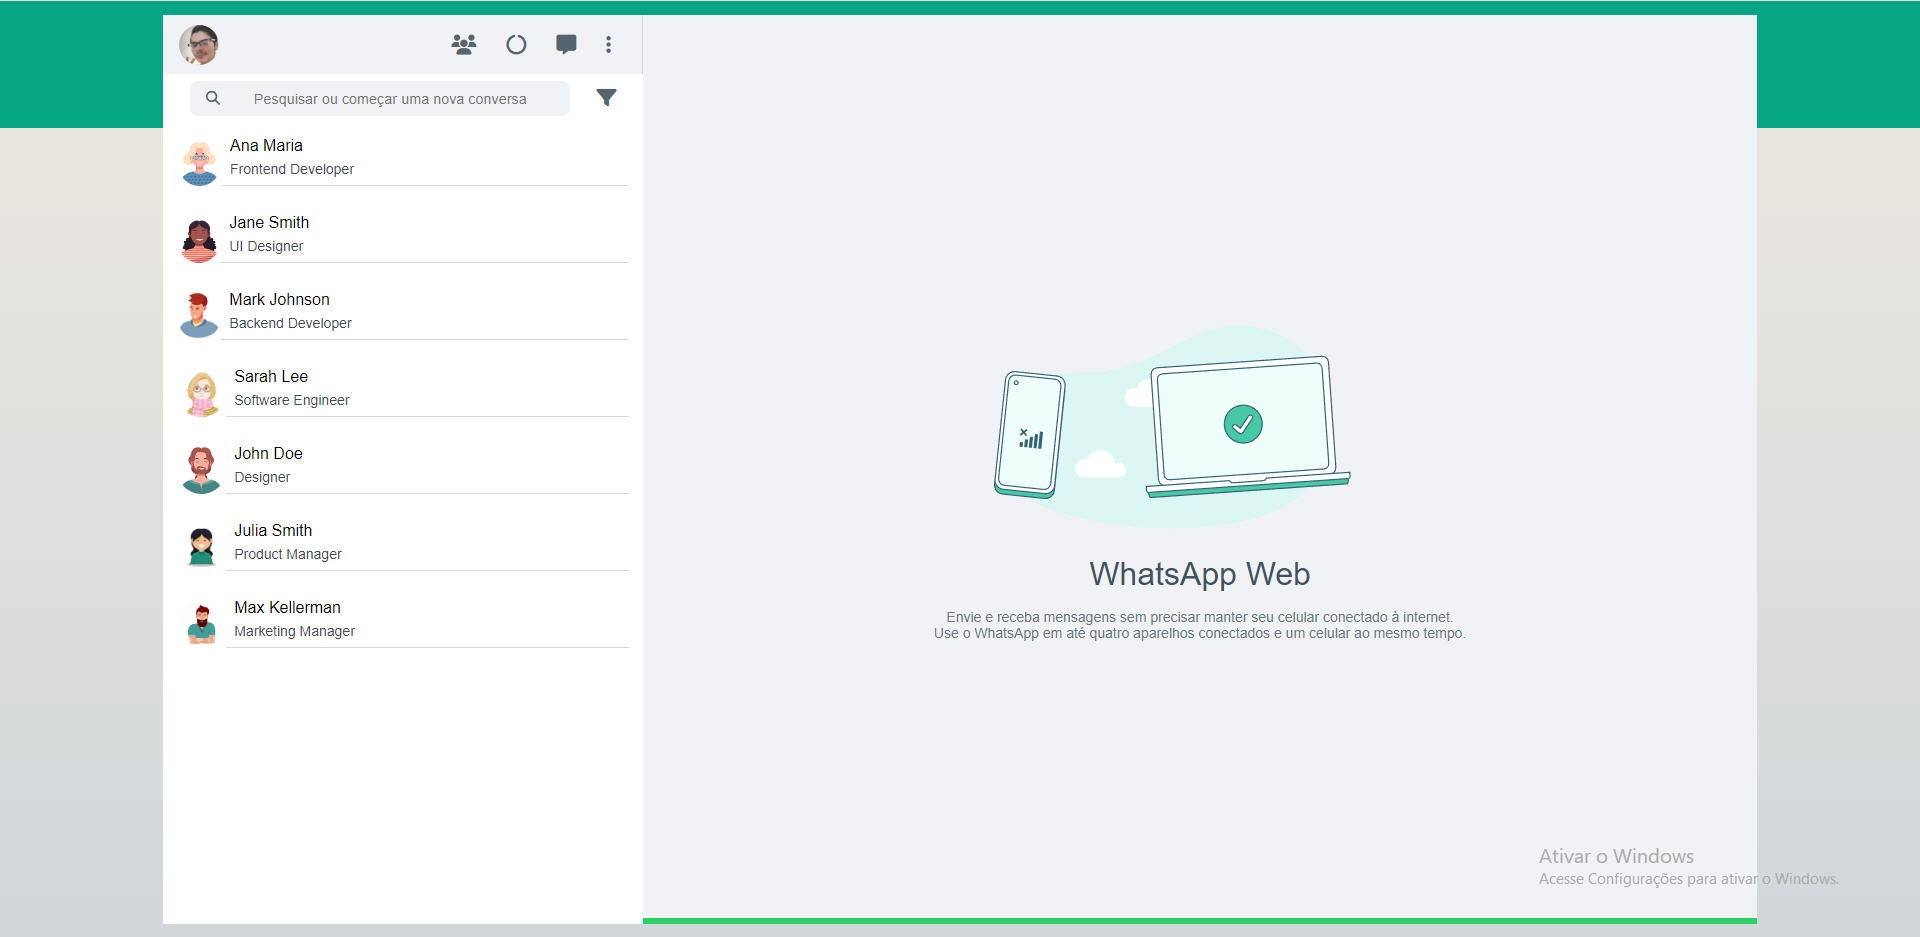 Pesquisar ou começar uma nova conversa
Ana Maria
Frontend Developer
Jane Smith
UI Designer
Mark Johnson
Backend Developer
Sarah Lee
Software Engineer
John Doe
Designer
Julia Smith
Product Manager
Max Kellerman
Marketing Manager
WhatsApp Web
Envie e receba mensagens sem precisar manter seu celular conectado à internet.
Use o WhatsApp em até quatro aparelhos conectados e um celular ao mesmo tempo.
Ativar o Windows
Acesse Configurações para ativar o Windows.